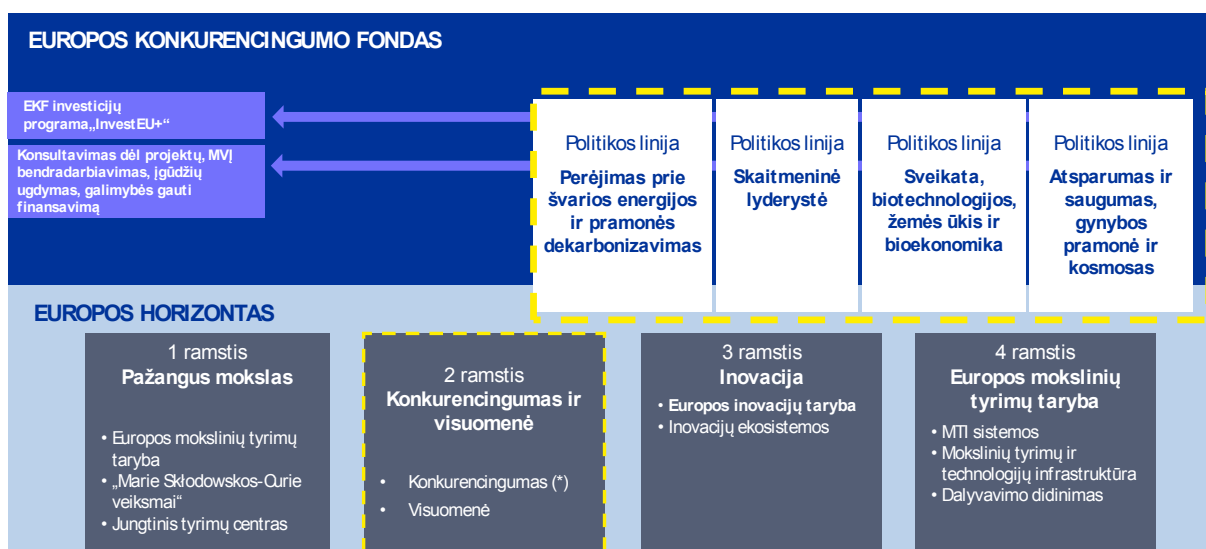 EUROPOS KONKURENCINGUMO FONDAS
EKF investicijų
programa„InvestEU+“
Konsultavimas dėl projektų, MVĮ
bendradarbiavimas, įgūdžių
ugdymas, galimybės gauti
finansavimą
Politikos linija
Perėjimas prie
švarios energijos
ir pramonės
dekarbonizavimas
Politikos linija
Skaitmeninė
lyderystė
Politikos linija
Sveikata,
biotechnologijos,
žemės ūkis ir
bioekonomika
Politikos linija
Atsparumas ir
saugumas,
gynybos
pramonė ir
kosmosas
EUROPOS HORIZONTAS
1 ramstis
Pažangus mokslas
• Europos mokslinių tyrimų
taryba
• „Marie Skłodowskos-Curie
veiksmai“
• Jungtinis tyrimų centras
2 ramstis
Konkurencingumas ir
visuomenė
• Konkurencingumas (*)
• Visuomenė
3 ramstis
Inovacija
• Europos inovacijų taryba
• Inovacijų ekosistemos
4 ramstis
Europos mokslinių
tyrimų taryba
• MTI sistemos
• Mokslinių tyrimų ir
technologijų infrastruktūra
• Dalyvavimo didinimas